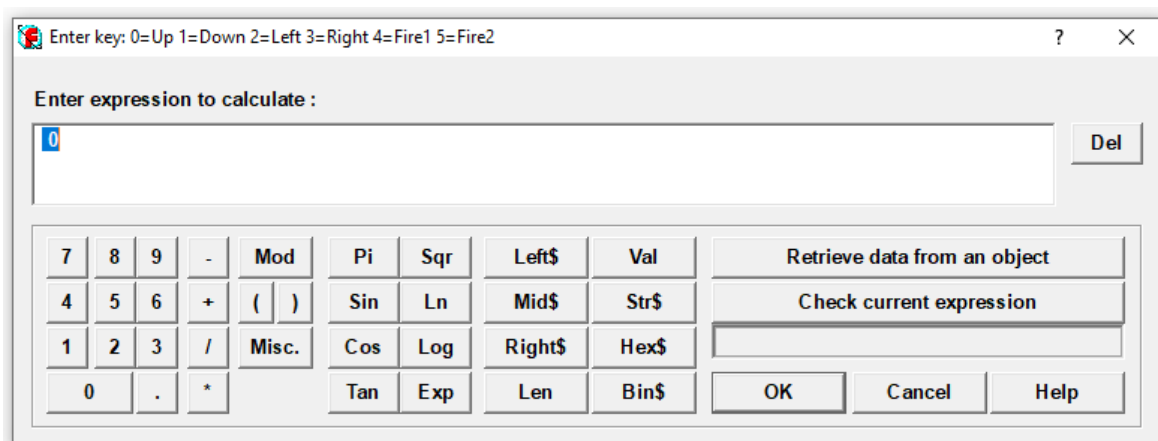 Enter key: 0=Up 1=Down 2=Left 3=Right 4=Fire1 5=Fire2 ? X
Enter expression to calculate :
0 Del
7 8 9 - Mod Pi Sqr Left$ Val Retrieve data from an object
4 5 6 + ( ) Sin Ln Mid$ Str$ Check current expression
1 2 3 / Misc. Cos Log Right$ Hex$
0 . * Tan Exp Len Bin$ OK Cancel Help